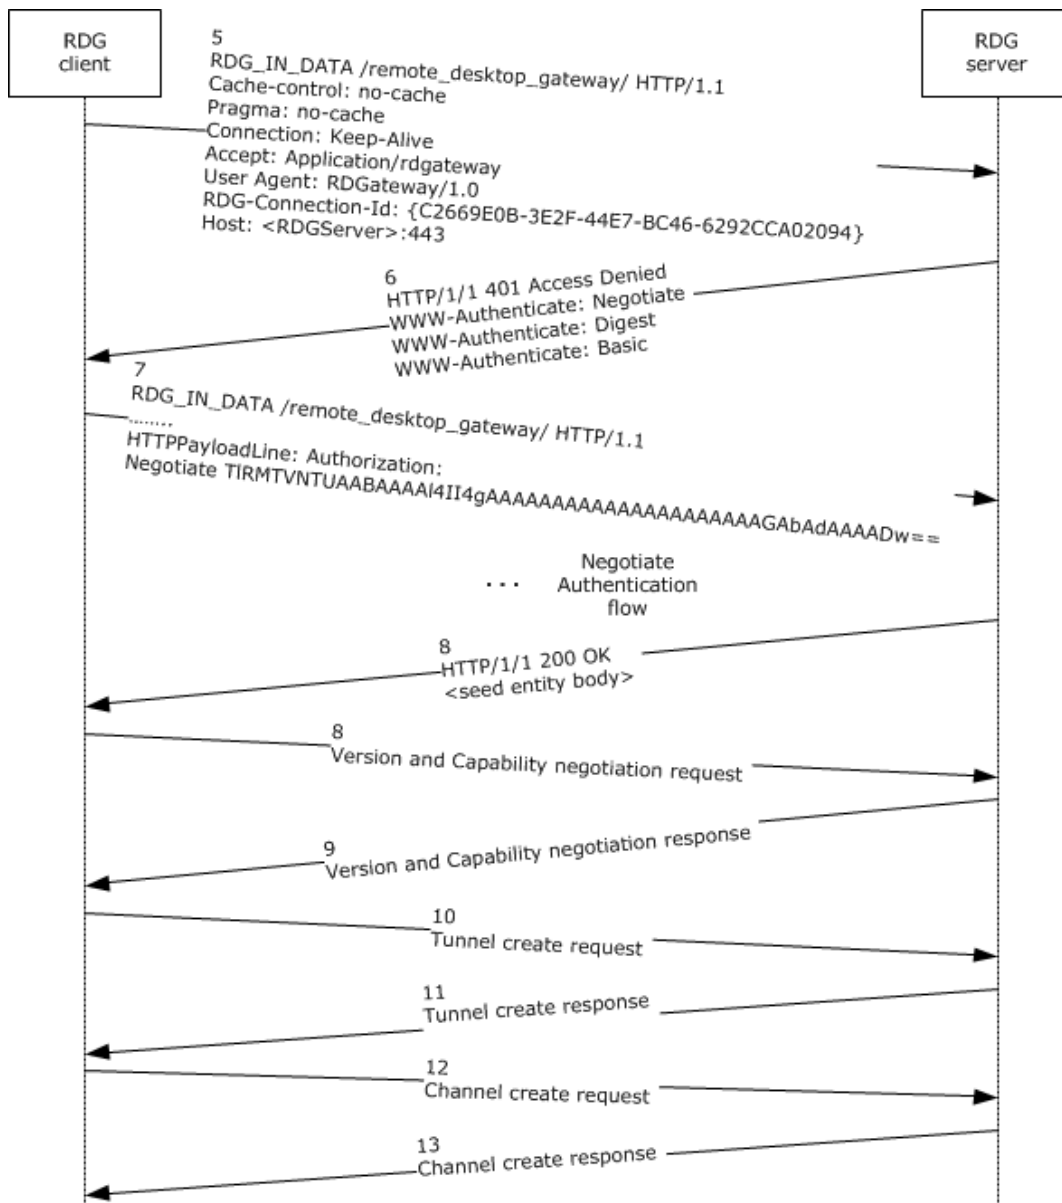 RDG
client
RDG
server
5
RDG_IN_DATA /remote_desktop_gateway/ HTTP/1.1
Cache-control: no-cache
Pragma: no-cache
Connection: Keep-Alive
Accept: Application/rdgateway
User Agent: RDGateway/1.0
RDG-Connection-Id: {C2669E0B-3E2F-44E7-BC46-6292CCA02094}
Host: <RDGServer>:443
6
HTTP/1/1 401 Access Denied
WWW-Authenticate: Negotiate
WWW-Authenticate: Digest
WWW-Authenticate: Basic
7
RDG_IN_DATA /remote_desktop_gateway/ HTTP/1.1
........
HTTPPayloadLine: Authorization:
Negotiate TlRMTVNTUAABAAAAl4II4gAAAAAAAAAAAAAAAAAAAAAGAbAdAAAADw==
... Negotiate
Authentication
flow
8
HTTP/1/1 200 OK
<seed entity body>
8
Version and Capability negotiation request
9
Version and Capability negotiation response
10
Tunnel create request
11
Tunnel create response
12
Channel create request
13
Channel create response